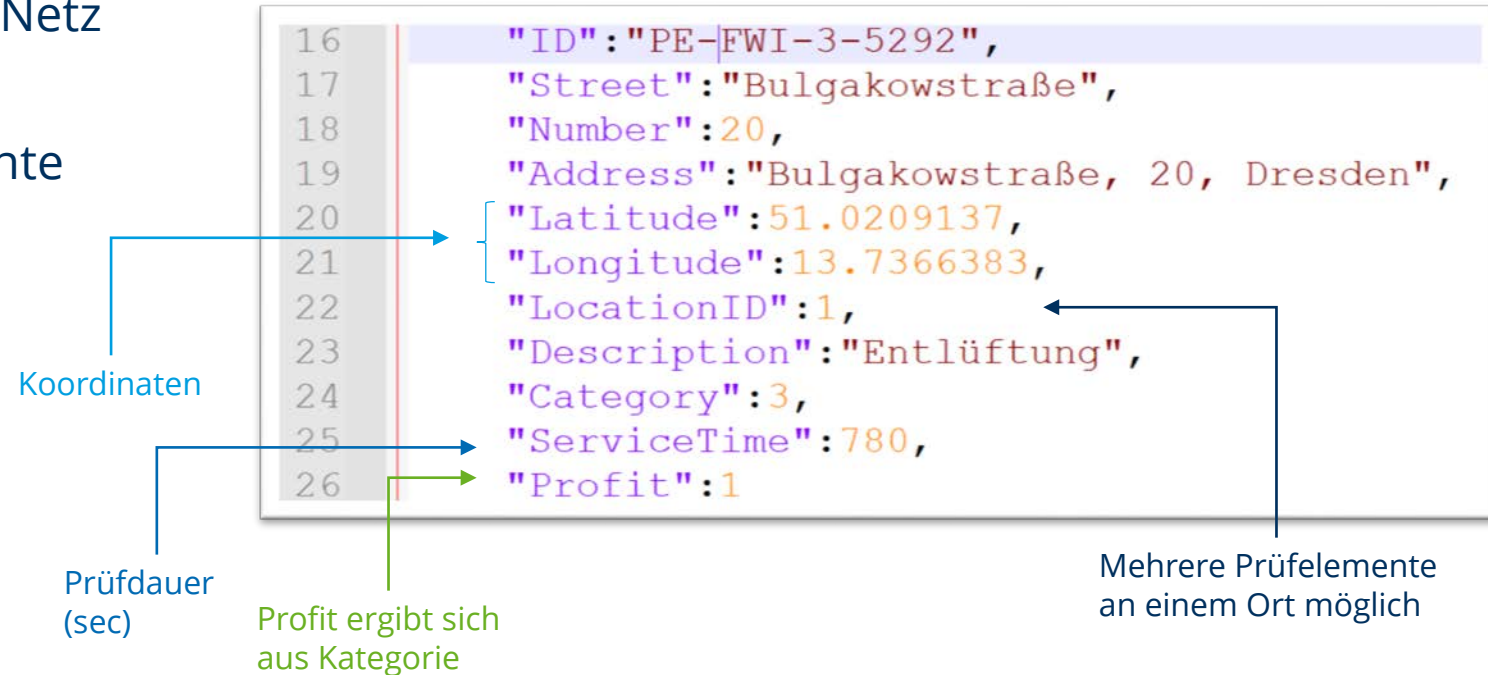 Netz
nte
16 "ID":"PE-FWI-3-5292",
17 "Street":"Bulgakowstraße",
18 "Number":20,
19 "Address":"Bulgakowstraße, 20, Dresden",
20 "Latitude":51.0209137,
21 "Longitude":13.7366383,
22 "LocationID":1,
23 "Description":"Entlüftung",
24 "Category":3,
25 "ServiceTime":780,
26 "Profit":1
Koordinaten
Prüfdauer
(sec)
Profit ergibt sich
aus Kategorie
Mehrere Prüfelemente
an einem Ort möglich